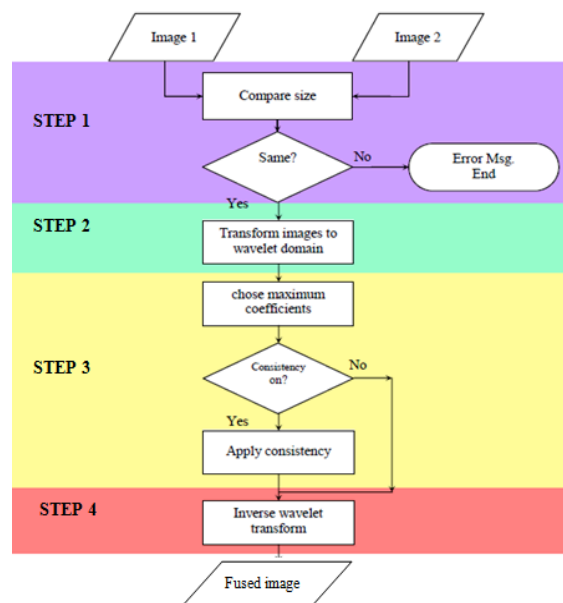 Image 1
Image 2
STEP 1
Compare size
Same?
No
Error Msg.
End
Yes
STEP 2
Transform images to
wavelet domain
chose maximum
coefficients
STEP 3
Consistency
on?
No
Yes
Apply consistency
STEP 4
Inverse wavelet
transform
Fused image